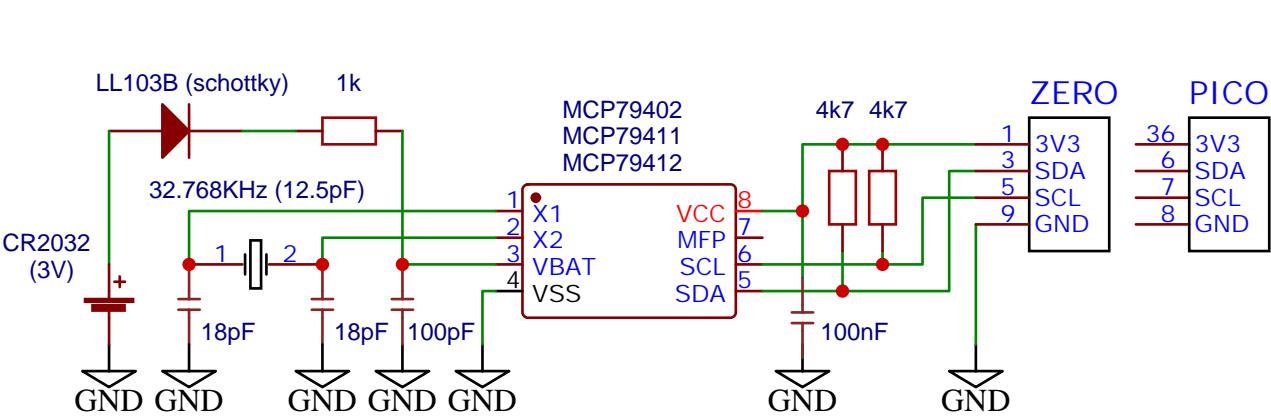 LL103B (schottky)
1k
MCP79402
MCP79411
MCP79412
4k7 4k7
ZERO
1 3V3
3 SDA
5 SCL
9 GND
PICO
36 3V3
6 SDA
7 SCL
8 GND
32.768KHz (12.5pF)
1 X1
2 X2
3 VBAT
4 VSS
VCC 8
MFP 7
SCL 6
SDA 5
CR2032
(3V)
+
1 2
18pF
18pF
100pF
100nF
GND GND GND GND GND GND GND